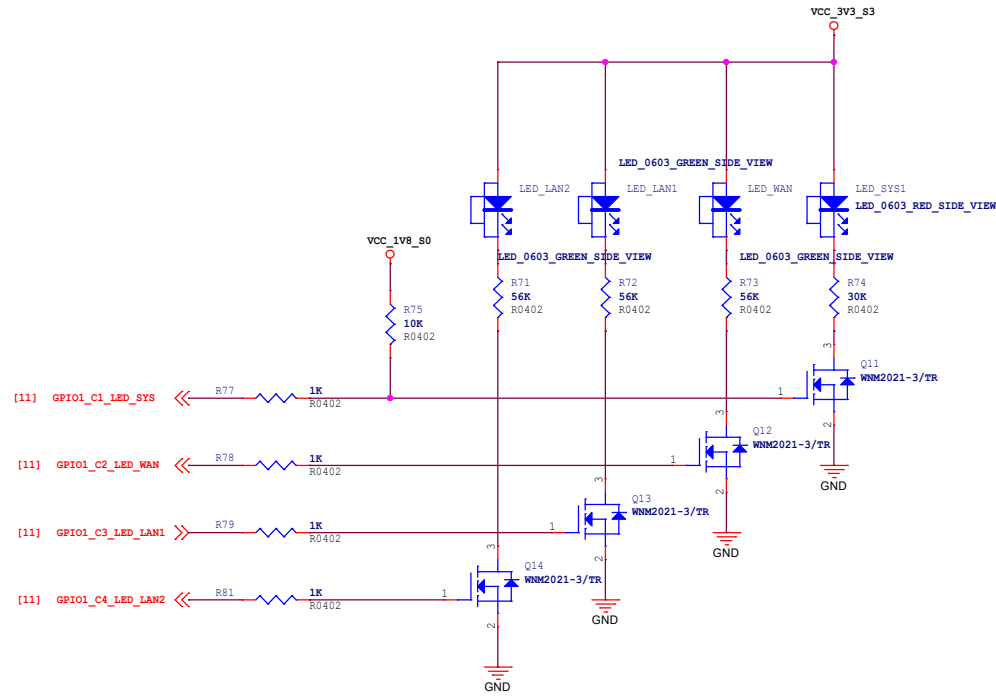 VCC_3V3_S3
LED_0603_GREEN_SIDE_VIEW
LED_LAN2
LED_LAN1
LED_WAN
LED_SYS1
LED_0603_RED_SIDE_VIEW
VCC_1V8_S0
LED_0603_GREEN_SIDE_VIEW
LED_0603_GREEN_SIDE_VIEW
R71
56K
R0402
R72
56K
R0402
R73
56K
R0402
R74
30K
R0402
R75
10K
R0402
3
Q11
WNM2021-3/TR
1
2
GND
[11] GPIO1_C1_LED_SYS
R77
1K
R0402
3
Q12
WNM2021-3/TR
1
2
GND
[11] GPIO1_C2_LED_WAN
R78
1K
R0402
3
Q13
WNM2021-3/TR
1
2
GND
[11] GPIO1_C3_LED_LAN1
R79
1K
R0402
3
Q14
WNM2021-3/TR
1
2
GND
[11] GPIO1_C4_LED_LAN2
R81
1K
R0402